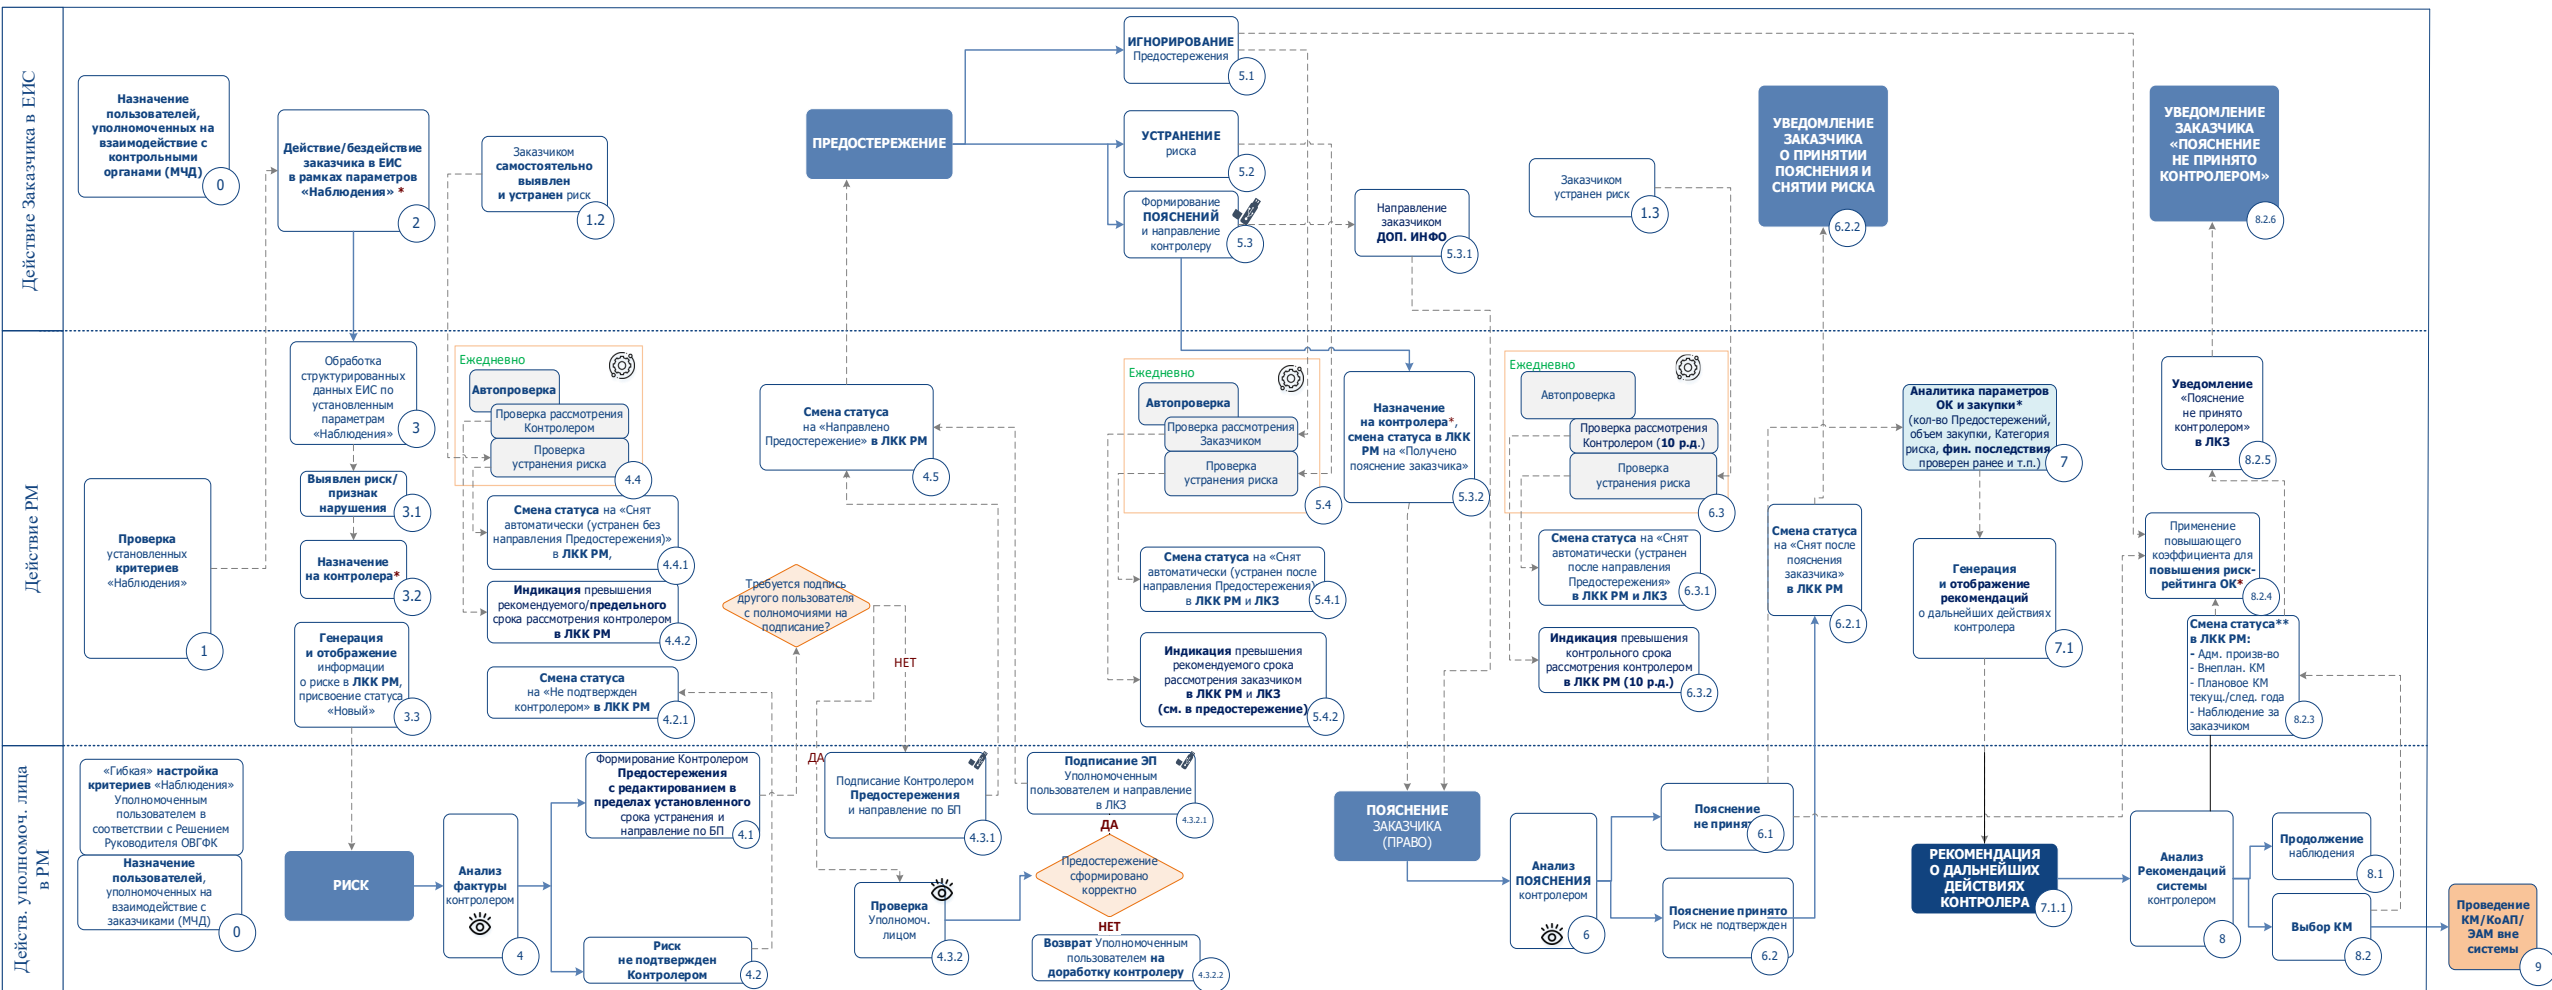 Действие Заказчика в ЕИС
Назначение
пользователей,
уполномоченных на
взаимодействие с
контрольными
органами (МЧД)
0
Действие/бездействие
заказчика в ЕИС
в рамках параметров
«Наблюдения» *
2
Заказчиком
самостоятельно
выявлен
и устранен риск
1.2
ПРЕДОСТЕРЕЖЕНИЕ
ИГНОРИРОВАНИЕ
Предостережения
5.1
УСТРАНЕНИЕ
риска
5.2
Формирование
ПОЯСНЕНИЙ
и направление
контролеру
5.3
Направление
заказчиком
ДОП. ИНФО
5.3.1
Заказчиком
устранен риск
1.3
УВЕДОМЛЕНИЕ
ЗАКАЗЧИКА
О ПРИНЯТИИ
ПОЯСНЕНИЯ И
СНЯТИИ РИСКА
6.2.2
УВЕДОМЛЕНИЕ
ЗАКАЗЧИКА
«ПОЯСНЕНИЕ
НЕ ПРИНЯТО
КОНТРОЛЕРОМ»
8.2.6
Действие РМ
Проверка
установленных
критериев
«Наблюдения»
1
Обработка
структурированных
данных ЕИС по
установленным
параметрам
«Наблюдения»
3
Выявлен риск/
признак
нарушения
3.1
Назначение
на контролера*
3.2
Генерация
и отображение
информации
о риске в ЛКК РМ,
присвоение статуса
«Новый»
3.3
Ежедневно
Автопроверка
Проверка рассмотрения
Контролером
Проверка
устранения риска
4.4
Смена статуса на «Снят
автоматически (устранен без
направления Предостережения)»
в ЛКК РМ,
4.4.1
Индикация превышения
рекомендуемого/предельного
срока рассмотрения контролером
в ЛКК РМ
4.4.2
Смена статуса
на «Не подтвержден
контролером» в ЛКК РМ
4.2.1
Требуется подпись
другого пользователя
с полномочиями на
подписание?
НЕТ
ДА
Смена статуса
на «Направлено
Предостережение» в ЛКК РМ
4.5
Ежедневно
Автопроверка
Проверка рассмотрения
Заказчиком
Проверка
устранения риска
5.4
Смена статуса на «Снят
автоматически (устранен после
направления Предостережения)
в ЛКК РМ и ЛКЗ
5.4.1
Индикация превышения
рекомендуемого срока
рассмотрения заказчиком
в ЛКК РМ и ЛКЗ
(см. в предостережение)
5.4.2
Назначение
на контролера*,
смена статуса в ЛКК
РМ на «Получено
пояснение заказчика»
5.3.2
Ежедневно
Автопроверка
Проверка рассмотрения
Контролером (10 р.д.)
Проверка
устранения риска
6.3
Смена статуса на «Снят
автоматически (устранен
после направления
Предостережения»
в ЛКК РМ и ЛКЗ
6.3.1
Индикация превышения
контрольного срока
рассмотрения контролером
в ЛКК РМ (10 р.д.)
6.3.2
Смена статуса
на «Снят после
пояснения
заказчика»
в ЛКК РМ
6.2.1
Аналитика параметров
ОК и закупки*
(кол-во Предостережений,
объем закупки, Категория
риска, фин. последствия
проверен ранее и т.п.)
7
Генерация
и отображение
рекомендаций
о дальнейших действиях
контролера
7.1
Уведомление
«Пояснение
не принято
контролером»
в ЛКЗ
8.2.5
Применение
повышающего
коэффициента для
повышения риск-
рейтинга ОК*
8.2.4
Смена статуса**
в ЛКК РМ:
- Адм. произв-во
- Внеплан. КМ
- Плановое КМ
текущ./след. года
- Наблюдение за
заказчиком
8.2.3
Действ. уполномоч. лица
в РМ
«Гибкая» настройка
критериев «Наблюдения»
Уполномоченным
пользователем в
соответствии с Решением
Руководителя ОВГФК
Назначение
пользователей,
уполномоченных на
взаимодействие с
заказчиками (МЧД)
0
РИСК
Анализ
фактуры
контролером
4
Формирование Контролером
Предостережения
с редактированием в
пределах установленного
срока устранения и
направление по БП
4.1
Риск
не подтвержден
Контролером
4.2
Подписание Контролером
Предостережения
и направление по БП
4.3.1
Проверка
Уполномоч.
лицом
4.3.2
Подписание ЭП
Уполномоченным
пользователем и направление
в ЛКЗ
4.3.2.1
ДА
Предостережение
сформировано
корректно
НЕТ
Возврат Уполномоченным
пользователем на
доработку контролеру
4.3.2.2
ПОЯСНЕНИЕ
ЗАКАЗЧИКА
(ПРАВО)
Анализ
ПОЯСНЕНИЯ
контролером
6
Пояснение
не принят
6.1
Пояснение принято
Риск не подтвержден
6.2
РЕКОМЕНДАЦИЯ
О ДАЛЬНЕЙШИХ
ДЕЙСТВИЯХ
КОНТРОЛЕРА
7.1.1
Анализ
Рекомендаций
системы
контролером
8
Продолжение
наблюдения
8.1
Выбор КМ
8.2
Проведение
КМ/КоАП/
ЭАМ вне
системы
9